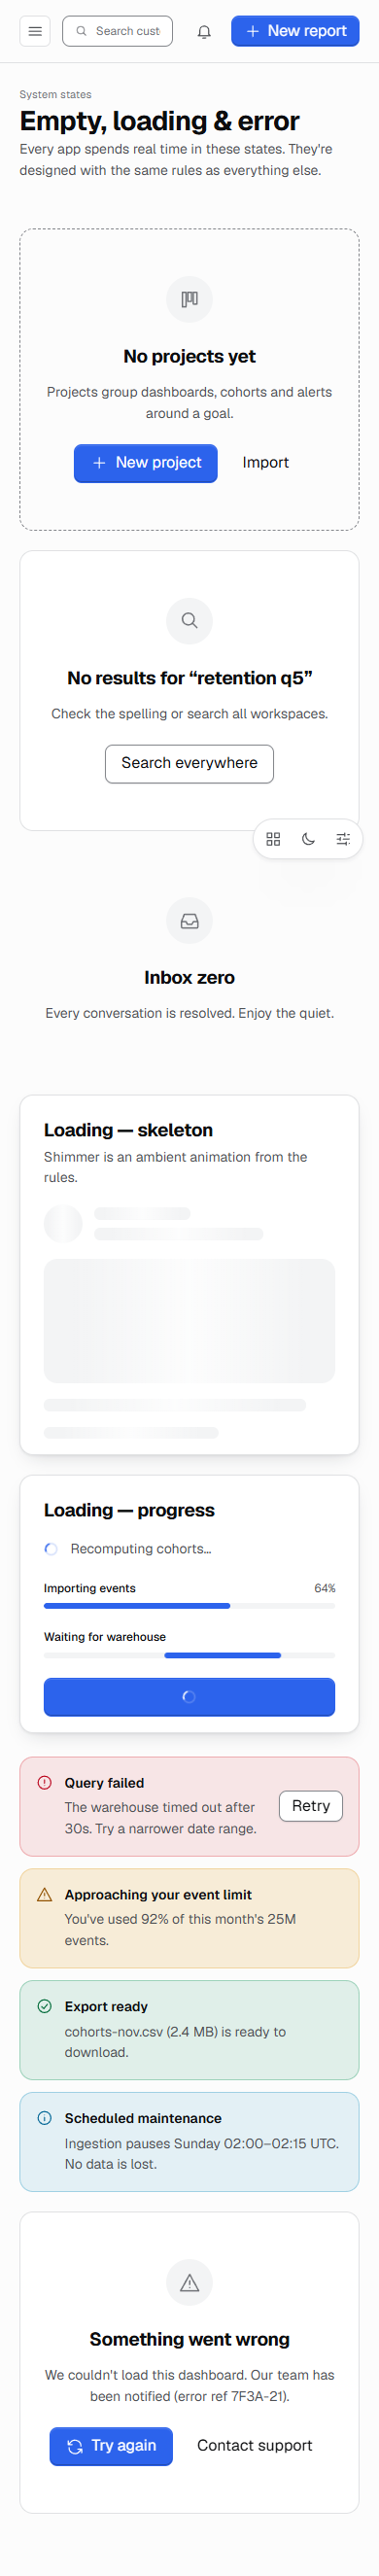 Search cust
New report
System states
Empty, loading & error
Every app spends real time in these states. They're
designed with the same rules as everything else.
No projects yet
Projects group dashboards, cohorts and alerts
around a goal.
New project
Import
No results for “retention q5”
Check the spelling or search all workspaces.
Search everywhere
Inbox zero
Every conversation is resolved. Enjoy the quiet.
Loading — skeleton
Shimmer is an ambient animation from the
rules.
Loading — progress
Recomputing cohorts…
Importing events 64%
Waiting for warehouse
Query failed
The warehouse timed out after
30s. Try a narrower date range.
Retry
Approaching your event limit
You've used 92% of this month's 25M
events.
Export ready
cohorts-nov.csv (2.4 MB) is ready to
download.
Scheduled maintenance
Ingestion pauses Sunday 02:00–02:15 UTC.
No data is lost.
Something went wrong
We couldn't load this dashboard. Our team has
been notified (error ref 7F3A-21).
Try again
Contact support